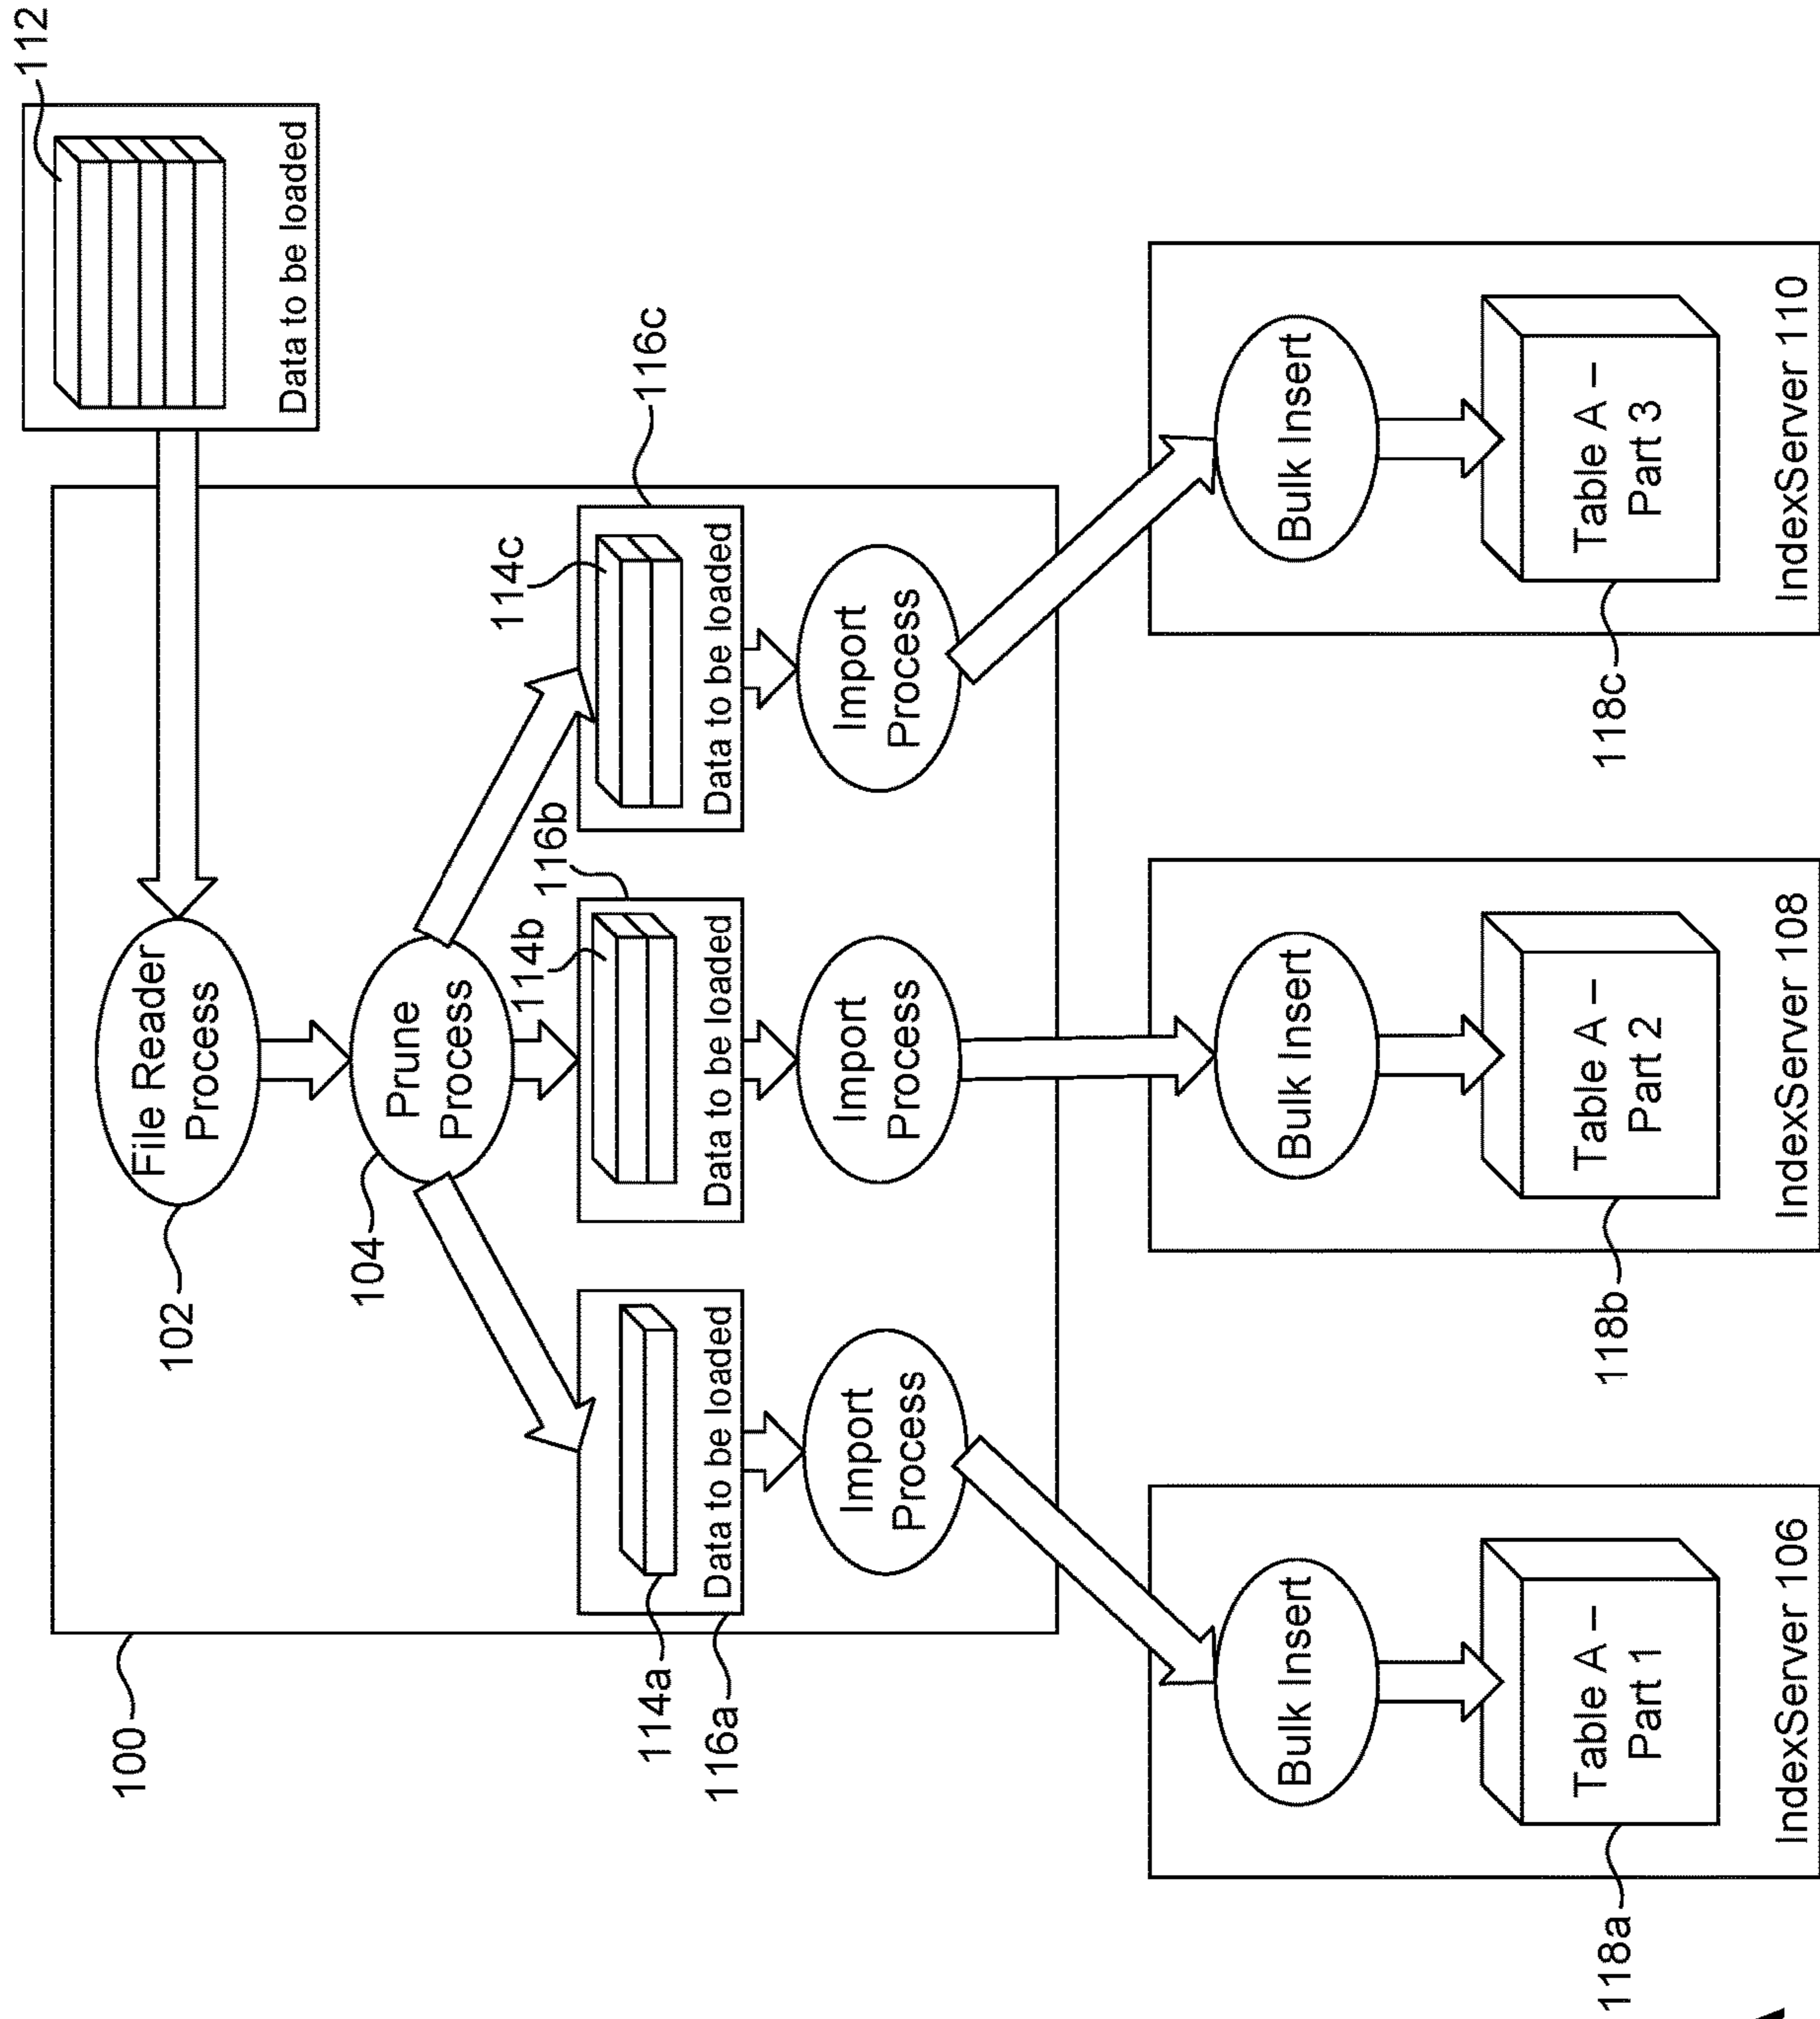 112
Data to be loaded
100
File Reader
Process
102
Prune
Process
104
114a
116a
Data to be loaded
114b
116b
Data to be loaded
114c
116c
Data to be loaded
Import
Process
Import
Process
Import
Process
Bulk Insert
Bulk Insert
Bulk Insert
118a
Table A –
Part 1
118b
Table A –
Part 2
118c
Table A –
Part 3
IndexServer 106
IndexServer 108
IndexServer 110